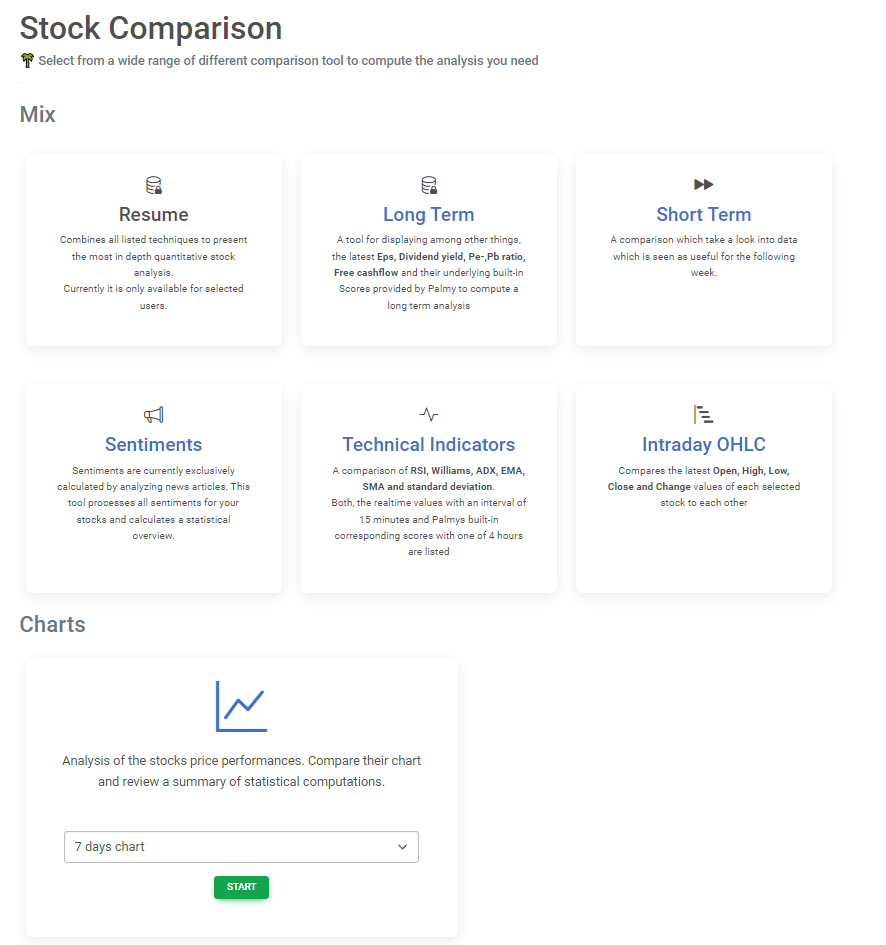 Stock Comparison
Select from a wide range of different comparison tool to compute the analysis you need
Mix
Resume
Combines all listed techniques to present
the most in depth quantitative stock
analysis.
Currently it is only available for selected
users.
Long Term
A tool for displaying among other things,
the latest Eps, Dividend yield, Pe-,Pb ratio,
Free cashflow and their underlying built-in
Scores provided by Palmy to compute a
long term analysis
Short Term
A comparison which take a look into data
which is seen as useful for the following
week.
Sentiments
Sentiments are currently exclusively
calculated by analyzing news articles. This
tool processes all sentiments for your
stocks and calculates a statistical
overview.
Technical Indicators
A comparison of RSI, Williams, ADX, EMA,
SMA and standard deviation.
Both, the realtime values with an interval of
15 minutes and Palmys built-in
corresponding scores with one of 4 hours
are listed
Intraday OHLC
Compares the latest Open, High, Low,
Close and Change values of each selected
stock to each other
Charts
Analysis of the stocks price performances. Compare their chart
and review a summary of statistical computations.
7 days chart
START